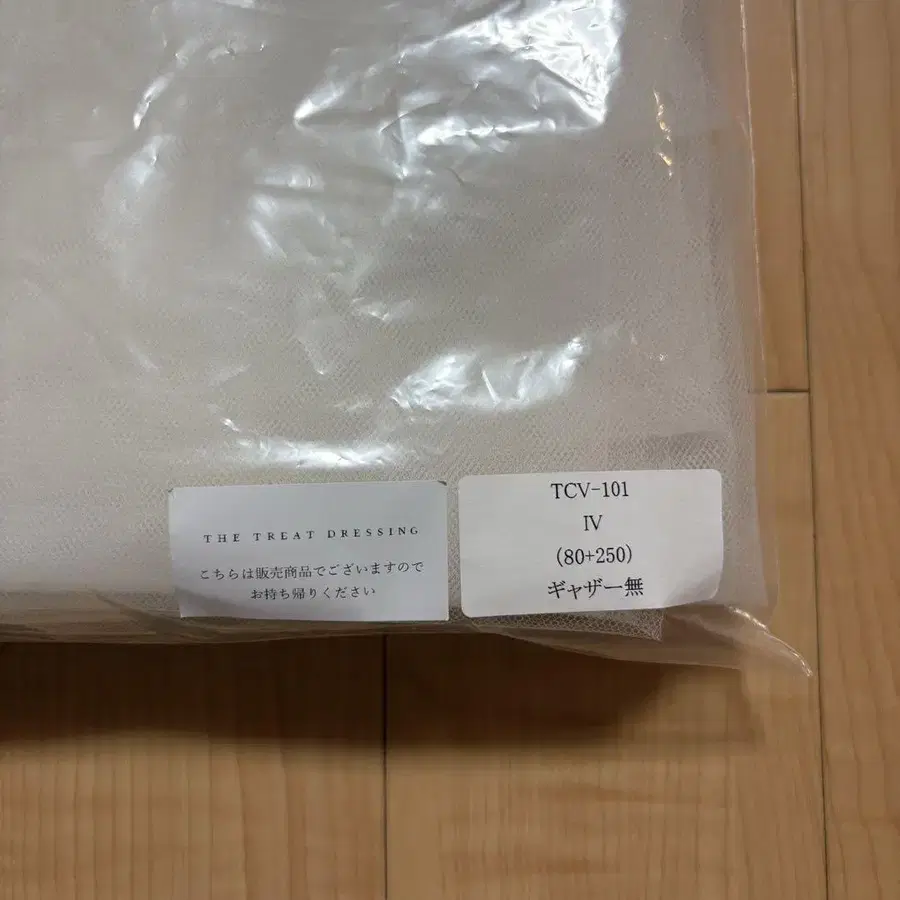 THE TREAT DRESSING
こちらは販売商品でございますので
お持ち帰りください
TCV-101
IV
(80+250)
ギャザー無